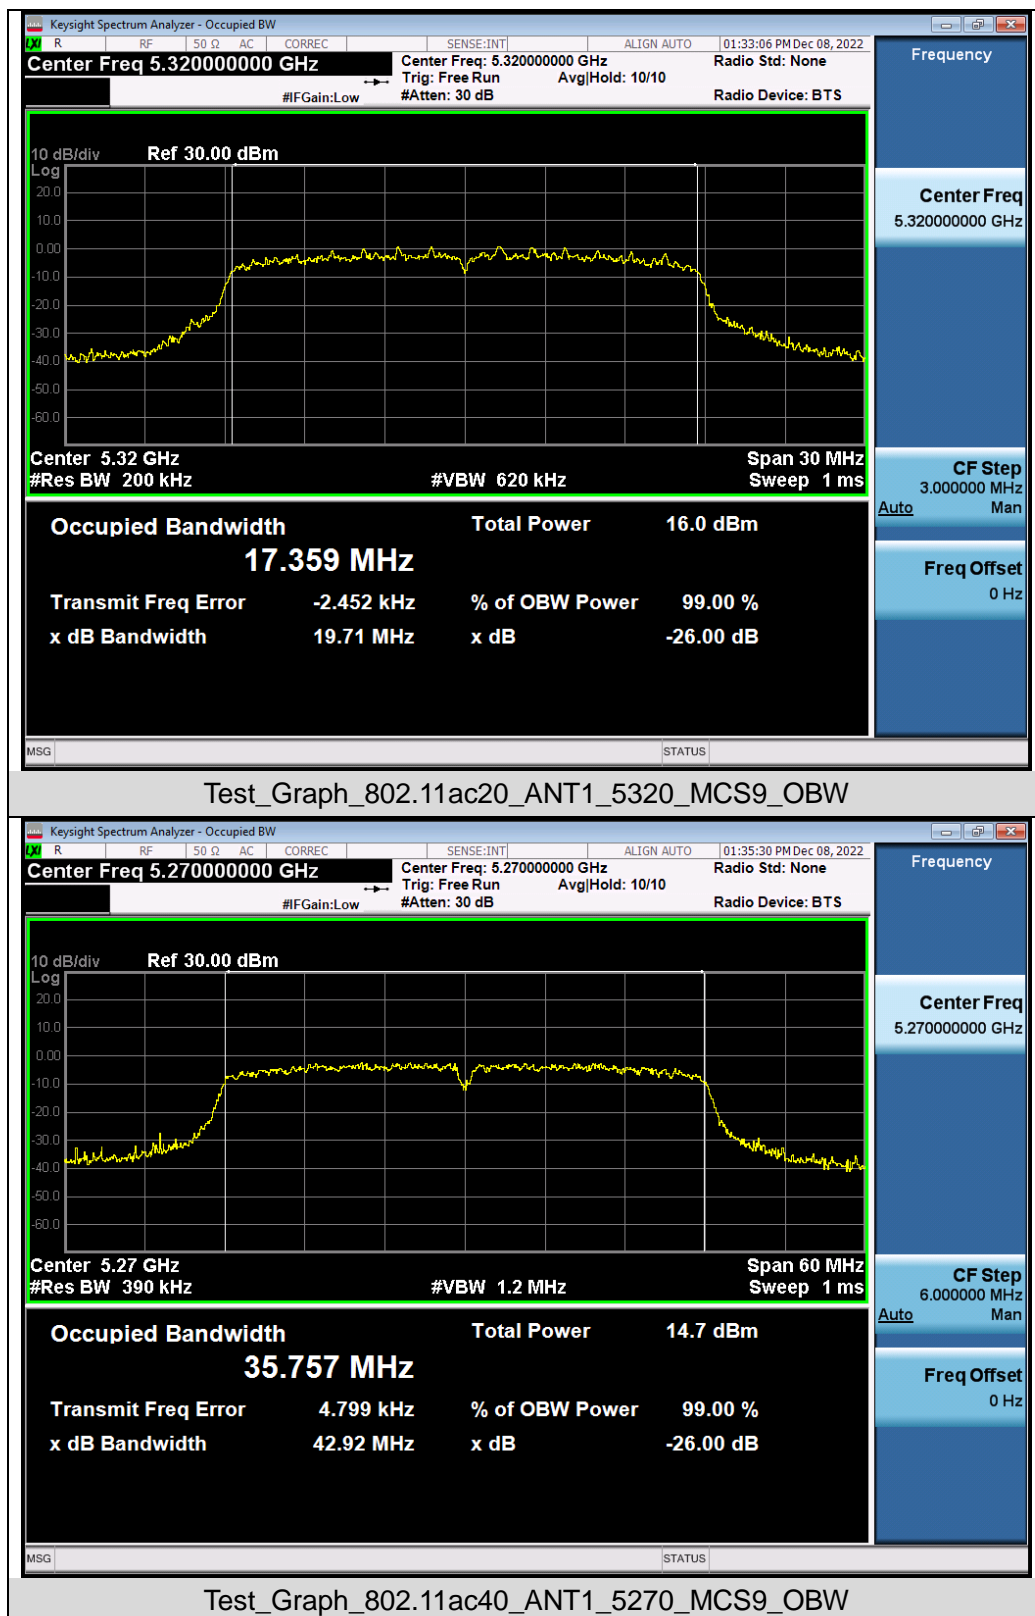 Keysight Spectrum Analyzer - Occupied BW
LXI R RF 50 Ω AC CORREC SENSE:INT ALIGN AUTO 01:33:06 PM Dec 08, 2022
Center Freq 5.320000000 GHz
Center Freq: 5.320000000 GHz
Radio Std: None
Trig: Free Run Avg|Hold: 10/10
#IFGain:Low
#Atten: 30 dB
Radio Device: BTS
Frequency
10 dB/div Ref 30.00 dBm
Log
20.0
10.0
0.00
-10.0
-20.0
-30.0
-40.0
-50.0
-60.0
Center Freq
5.320000000 GHz
Center 5.32 GHz Span 30 MHz
#Res BW 200 kHz #VBW 620 kHz Sweep 1 ms
CF Step
3.000000 MHz
Auto Man
Freq Offset
0 Hz
Occupied Bandwidth Total Power 16.0 dBm
17.359 MHz
Transmit Freq Error -2.452 kHz % of OBW Power 99.00 %
x dB Bandwidth 19.71 MHz x dB -26.00 dB
MSG STATUS
Test_Graph_802.11ac20_ANT1_5320_MCS9_OBW
Keysight Spectrum Analyzer - Occupied BW
LXI R RF 50 Ω AC CORREC SENSE:INT ALIGN AUTO 01:35:30 PM Dec 08, 2022
Center Freq 5.270000000 GHz
Center Freq: 5.270000000 GHz
Radio Std: None
Trig: Free Run Avg|Hold: 10/10
#IFGain:Low
#Atten: 30 dB
Radio Device: BTS
Frequency
10 dB/div Ref 30.00 dBm
Log
20.0
10.0
0.00
-10.0
-20.0
-30.0
-40.0
-50.0
-60.0
Center Freq
5.270000000 GHz
Center 5.27 GHz Span 60 MHz
#Res BW 390 kHz #VBW 1.2 MHz Sweep 1 ms
CF Step
6.000000 MHz
Auto Man
Freq Offset
0 Hz
Occupied Bandwidth Total Power 14.7 dBm
35.757 MHz
Transmit Freq Error 4.799 kHz % of OBW Power 99.00 %
x dB Bandwidth 42.92 MHz x dB -26.00 dB
MSG STATUS
Test_Graph_802.11ac40_ANT1_5270_MCS9_OBW